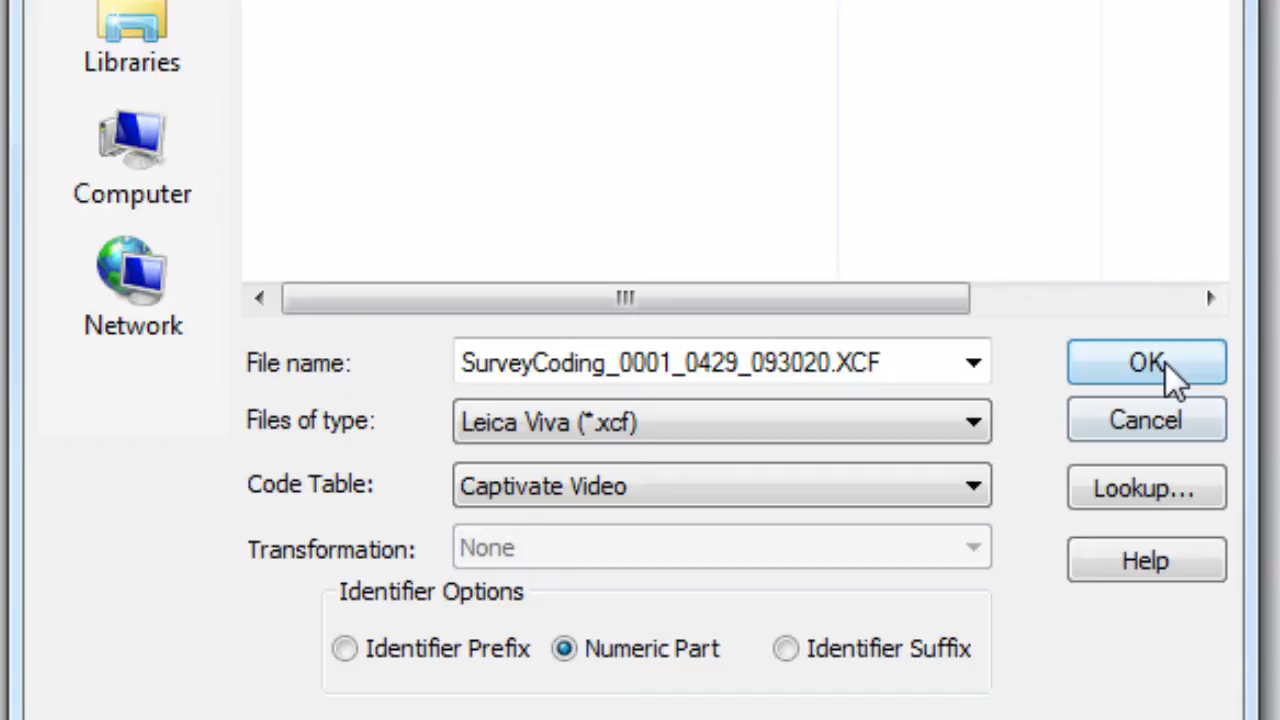 Libraries
Computer
Network
File name: SurveyCoding_0001_0429_093020.XCF OK
Files of type: Leica Viva (*.xcf) Cancel
Code Table: Captivate Video Lookup...
Transformation: None
Help
Identifier Options
Identifier Prefix Numeric Part Identifier Suffix